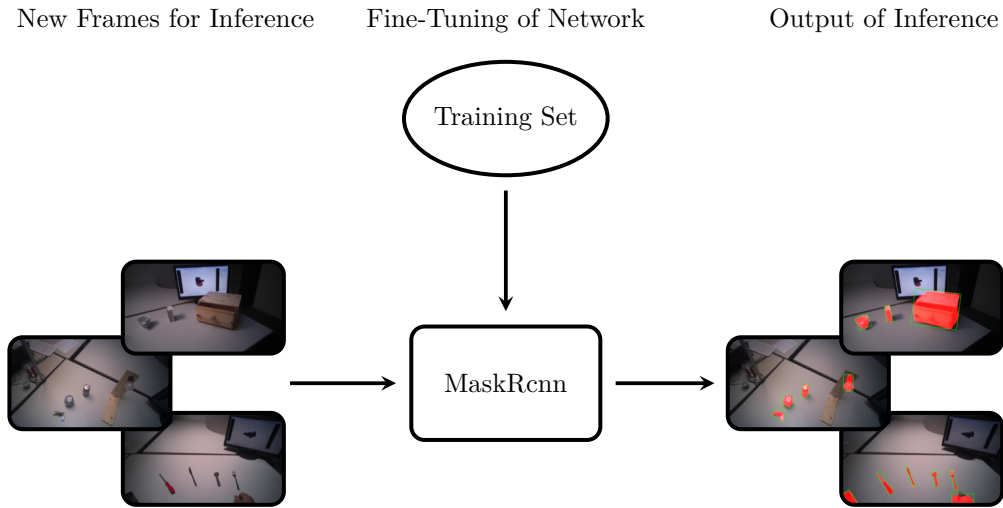 New Frames for Inference
Fine-Tuning of Network
Output of Inference
Training Set
MaskRcnn